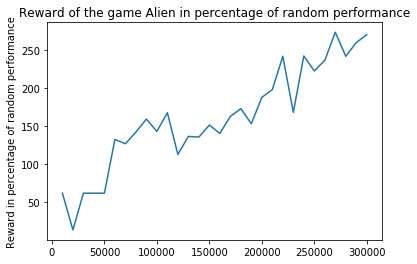 Reward of the game Alien in percentage of random performance
Reward in percentage of random performance
250
200
150
100
50
0 50000 100000 150000 200000 250000 300000